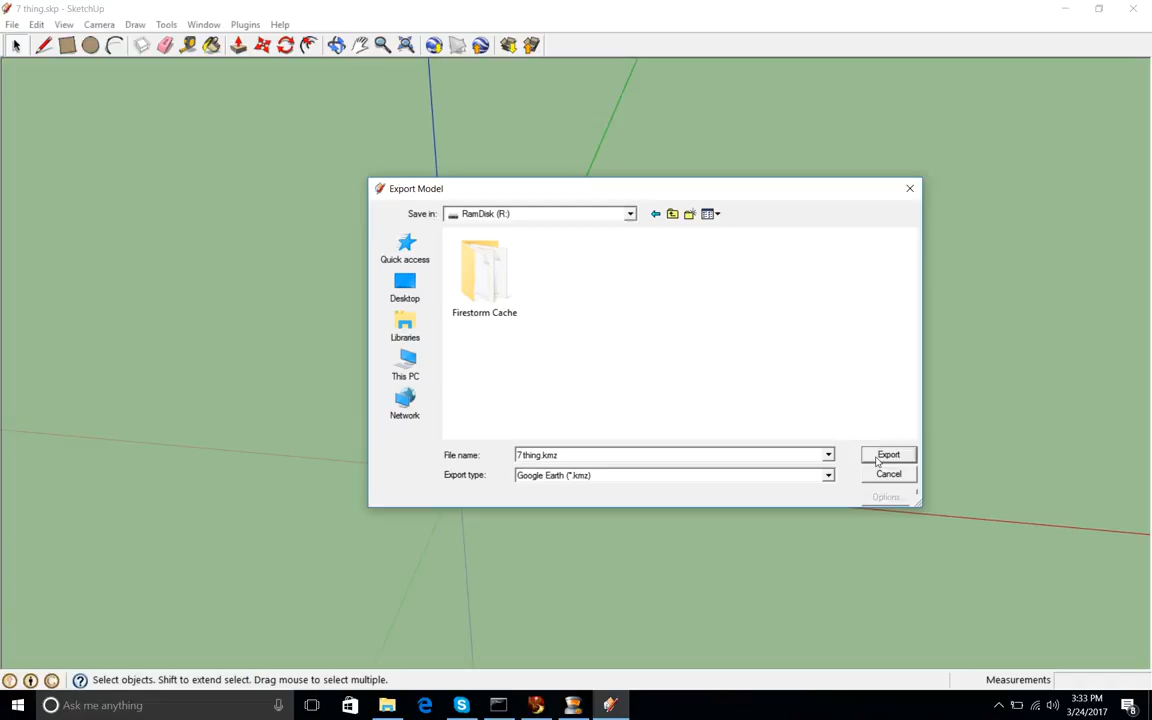 7 thing.skp - SketchUp
File Edit View Camera Draw Tools Window Plugins Help
Export Model
Save in: RamDisk (R:)
Quick access
Desktop
Libraries
This PC
Network
Firestorm Cache
File name: 7 thing.kmz
Export
Export type: Google Earth (*.kmz)
Cancel
Options...
Select objects. Shift to extend select. Drag mouse to select multiple.
Measurements
Ask me anything
3:33 PM
3/24/2017
8